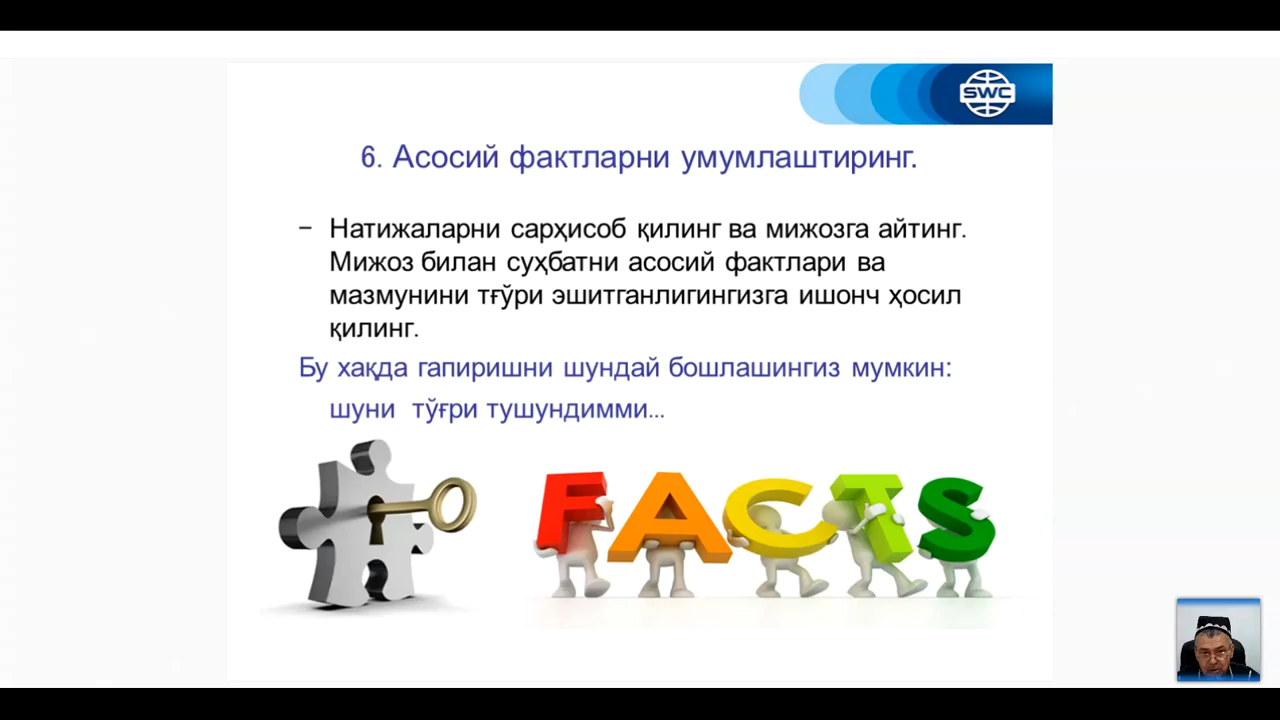 SWC
6. Асосий фактларни умумлаштиринг.
– Натижаларни сарҳисоб қилинг ва мижозга айтинг.
Мижоз билан суҳбатни асосий фактлари ва
мазмунини тғўри эшитганлигингизга ишонч ҳосил
қилинг.
Бу хақда гапиришни шундай бошлашингиз мумкин:
шуни тўғри тушундимми...
FACTS